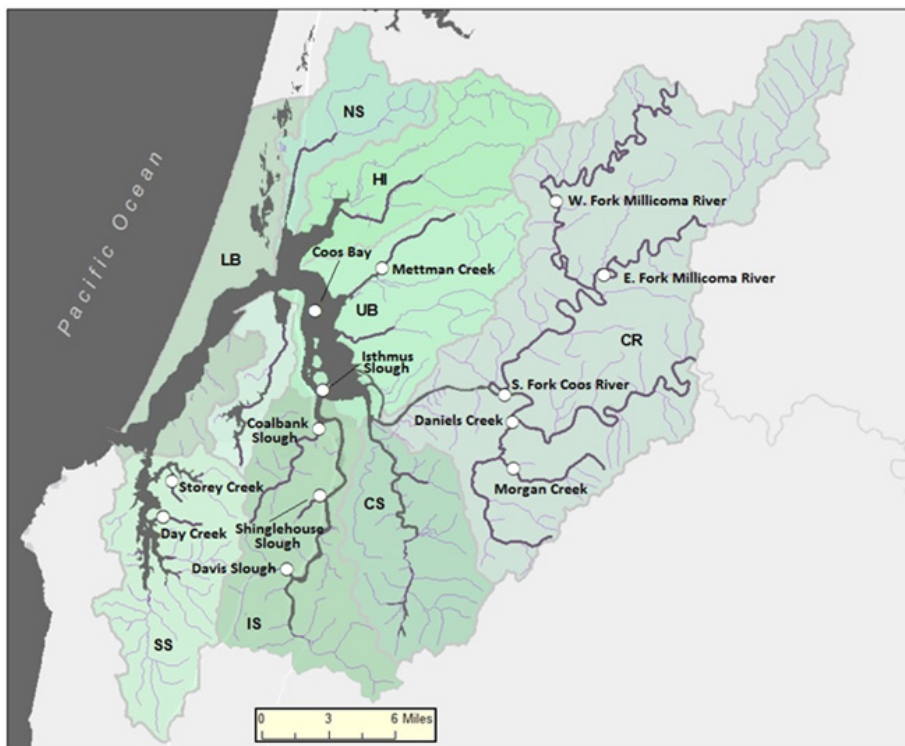 NS
HI
W. Fork Millicoma River
Coos Bay
LB
Mettman Creek
E. Fork Millicoma River
Pacific Ocean
UB
CR
Isthmus
Slough
S. Fork Coos River
Daniels Creek
Coalbank
Slough
Storey Creek
Morgan Creek
CS
Shinglehouse
Slough
Day Creek
Davis Slough
IS
SS
0 3 6 Miles